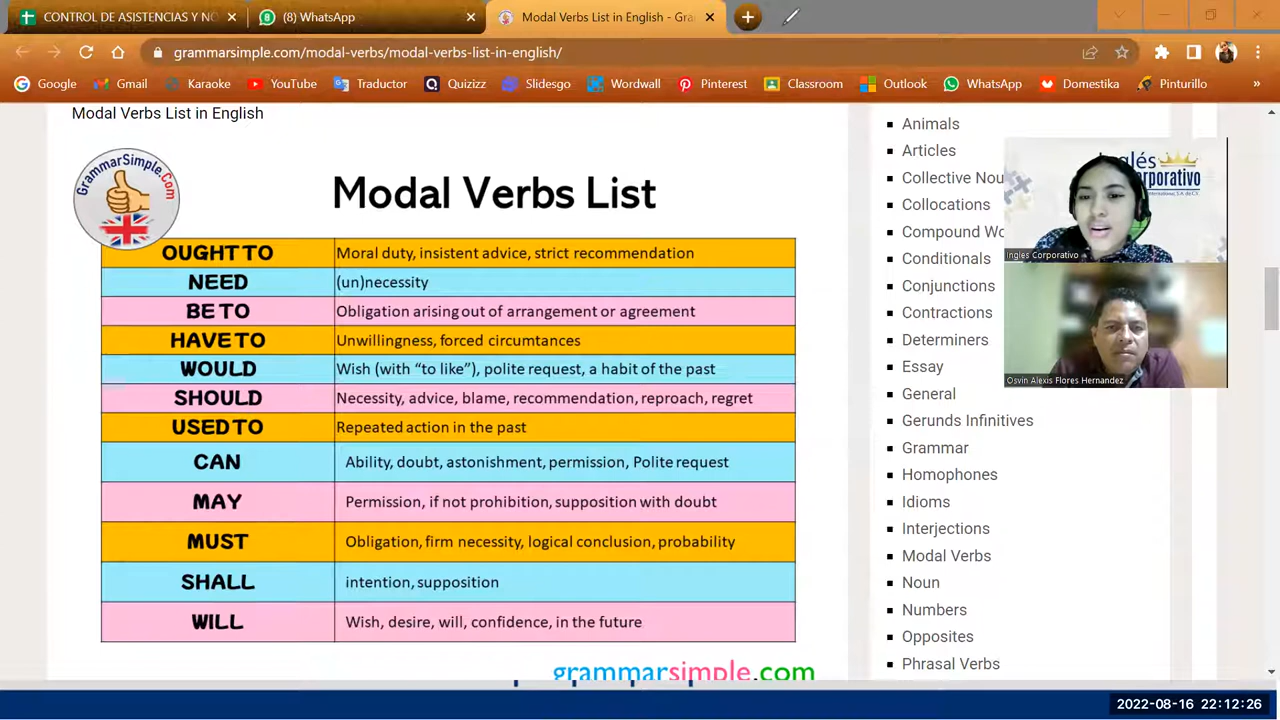 CONTROL DE ASISTENCIAS Y NO
(8) WhatsApp
Modal Verbs List in English - Gra
grammarsimple.com/modal-verbs/modal-verbs-list-in-english/
Google
Gmail
Karaoke
YouTube
Traductor
Quizizz
Slidesgo
Wordwall
Pinterest
Classroom
Outlook
WhatsApp
Domestika
Pinturillo
»
Modal Verbs List in English
GrammarSimple.Com
Modal Verbs List
OUGHT TO Moral duty, insistent advice, strict recommendation
NEED (un)necessity
BE TO Obligation arising out of arrangement or agreement
HAVE TO Unwillingness, forced circumtances
WOULD Wish (with “to like”), polite request, a habit of the past
SHOULD Necessity, advice, blame, recommendation, reproach, regret
USED TO Repeated action in the past
CAN Ability, doubt, astonishment, permission, Polite request
MAY Permission, if not prohibition, supposition with doubt
MUST Obligation, firm necessity, logical conclusion, probability
SHALL intention, supposition
WILL Wish, desire, will, confidence, in the future
grammarsimple.com
Animals
Articles
Collective Nou
Collocations
Compound Wo
Conditionals
Conjunctions
Contractions
Determiners
Essay
General
Gerunds Infinitives
Grammar
Homophones
Idioms
Interjections
Modal Verbs
Noun
Numbers
Opposites
Phrasal Verbs
Ingles Corporativo
Osvin Alexis Flores Hernandez
2022-08-16 22:12:26